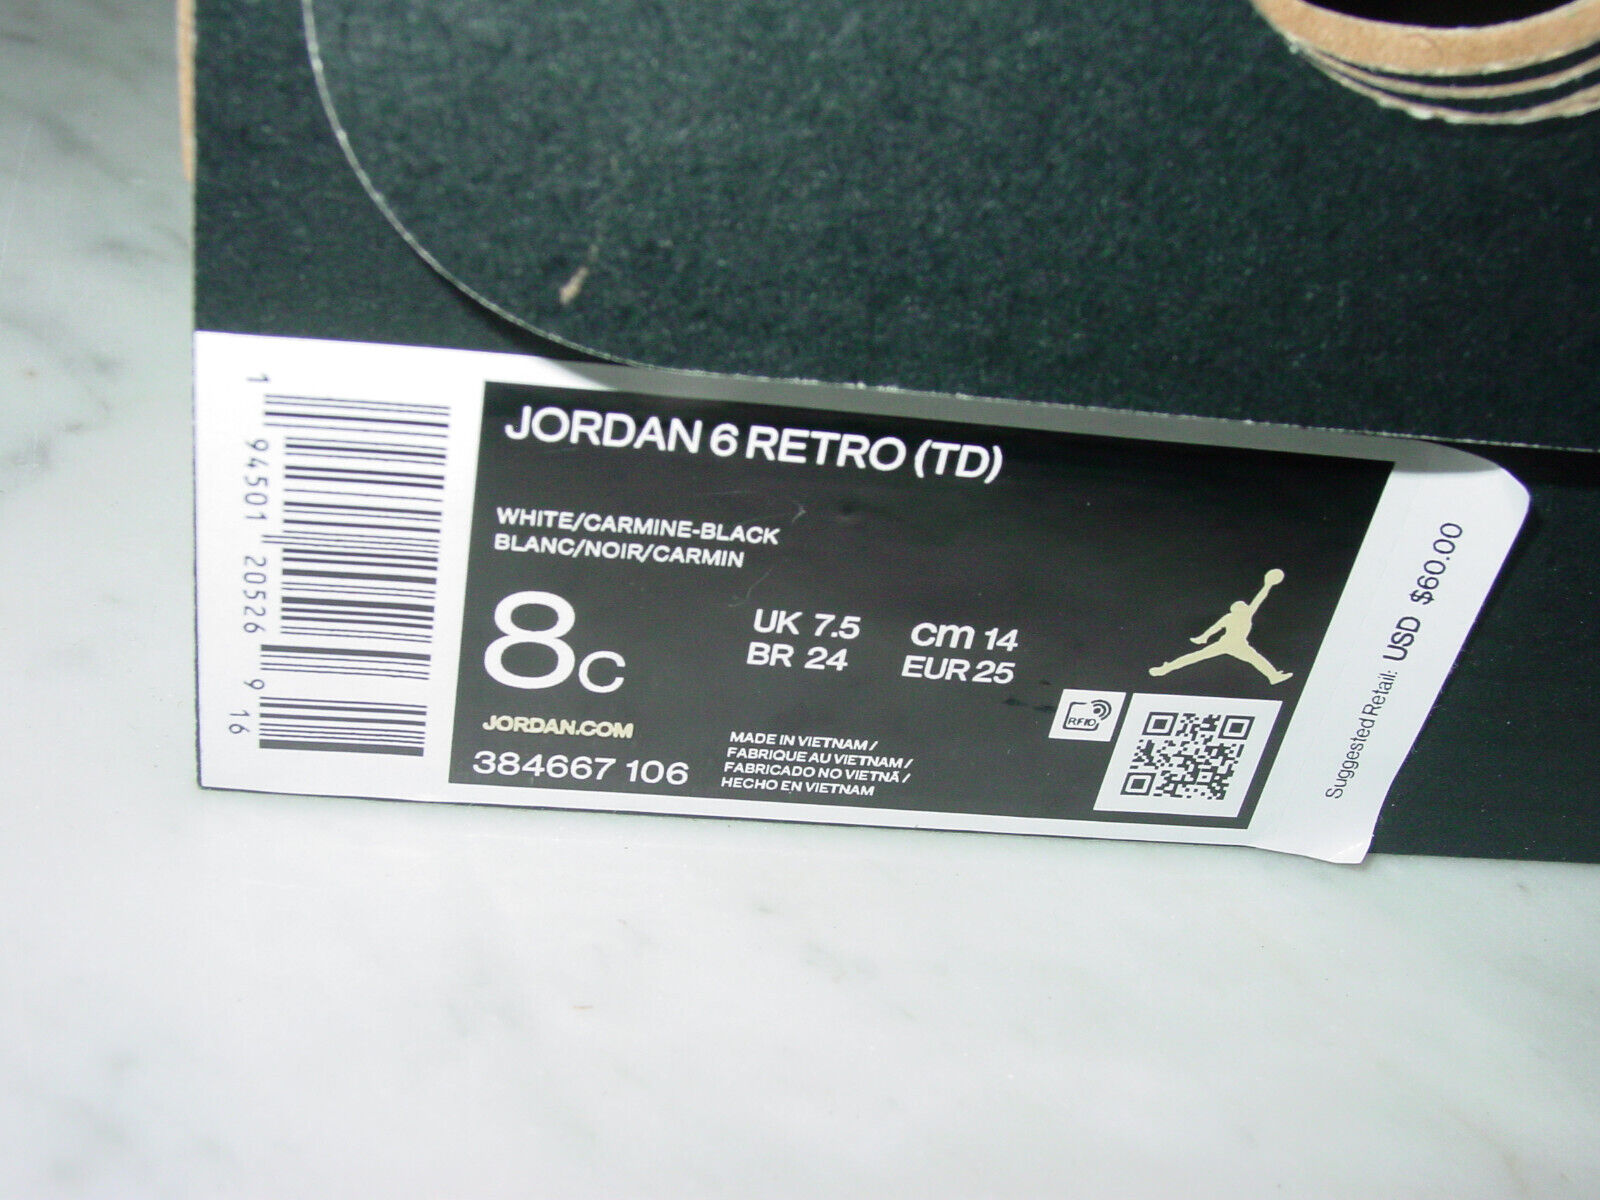 JORDAN 6 RETRO (TD)
WHITE/CARMINE-BLACK
BLANC/NOIR/CARMIN
8C
UK 7.5
BR 24
cm 14
EUR 25
JORDAN.COM
384667 106
MADE IN VIETNAM /
FABRIQUE AU VIETNAM /
FABRICADO NO VIETNÃ /
HECHO EN VIETNAM
RFID
1 94501 20526 9 16
Suggested Retail: USD $60.00